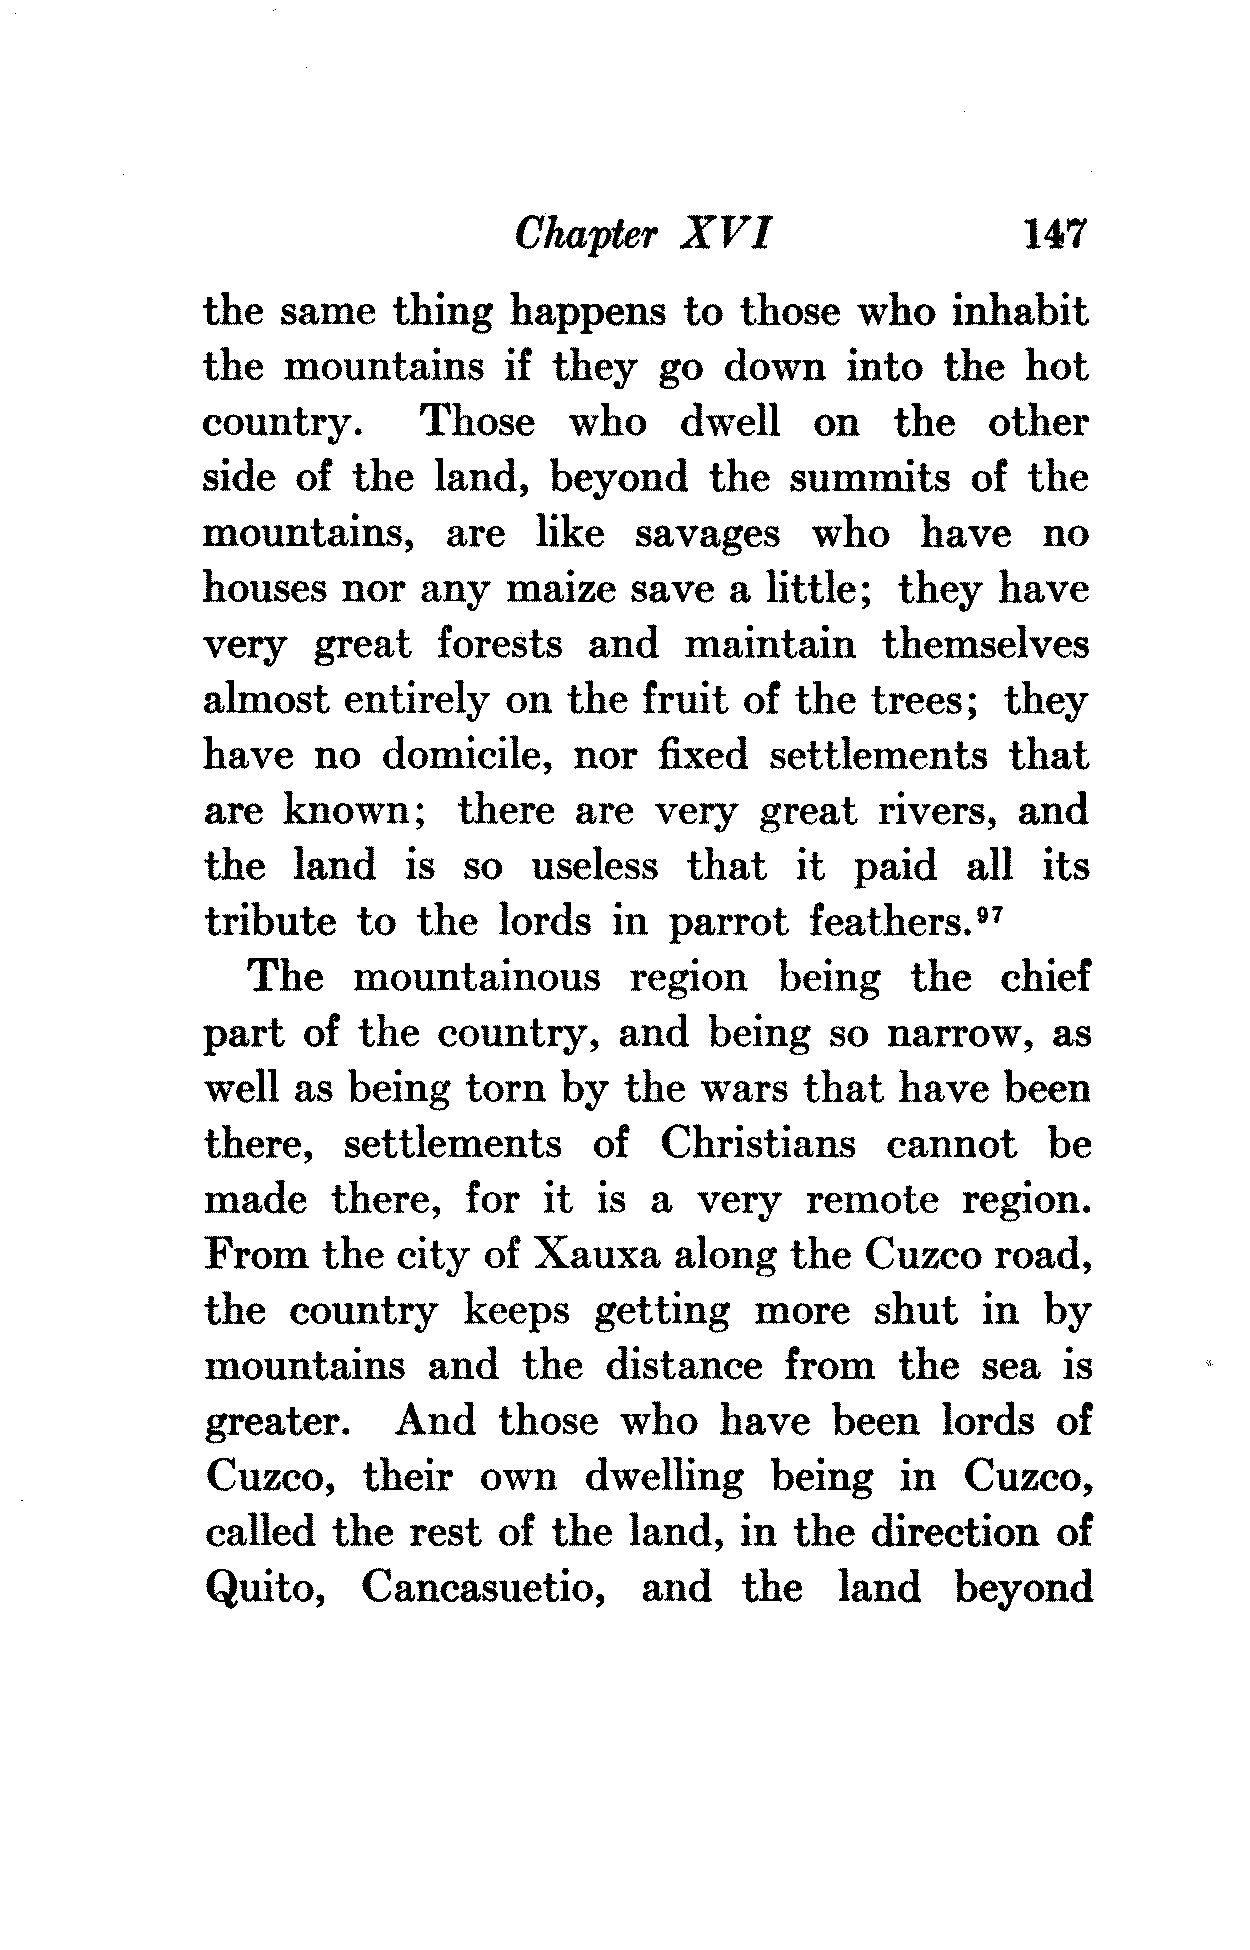 Chapter XVI 147
the same thing happens to those who inhabit
the mountains if they go down into the hot
country. Those who dwell on the other
side of the land, beyond the summits of the
mountains, are like savages who have no
houses nor any maize save a little; they have
very great forests and maintain themselves
almost entirely on the fruit of the trees; they
have no domicile, nor fixed settlements that
are known; there are very great rivers, and
the land is so useless that it paid all its
tribute to the lords in parrot feathers.⁹⁷
The mountainous region being the chief
part of the country, and being so narrow, as
well as being torn by the wars that have been
there, settlements of Christians cannot be
made there, for it is a very remote region.
From the city of Xauxa along the Cuzco road,
the country keeps getting more shut in by
mountains and the distance from the sea is
greater. And those who have been lords of
Cuzco, their own dwelling being in Cuzco,
called the rest of the land, in the direction of
Quito, Cancasuetio, and the land beyond